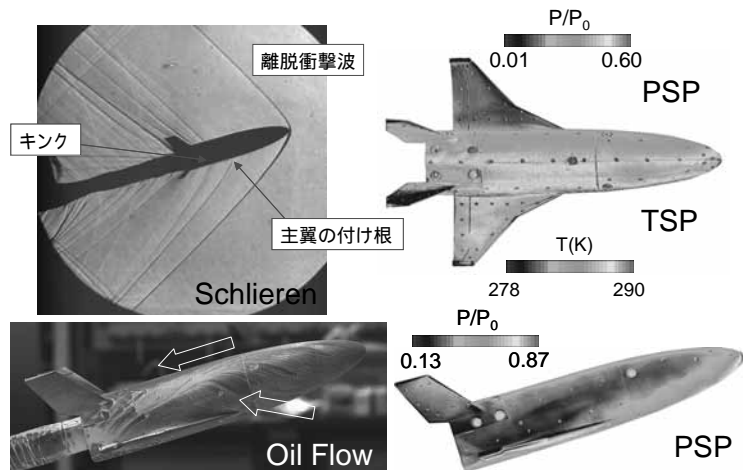 離脱衝撃波
キンク
主翼の付け根
Schlieren
P/P0
0.01 0.60
PSP
TSP
T(K)
278 290
Oil Flow
P/P0
0.13 0.87
PSP